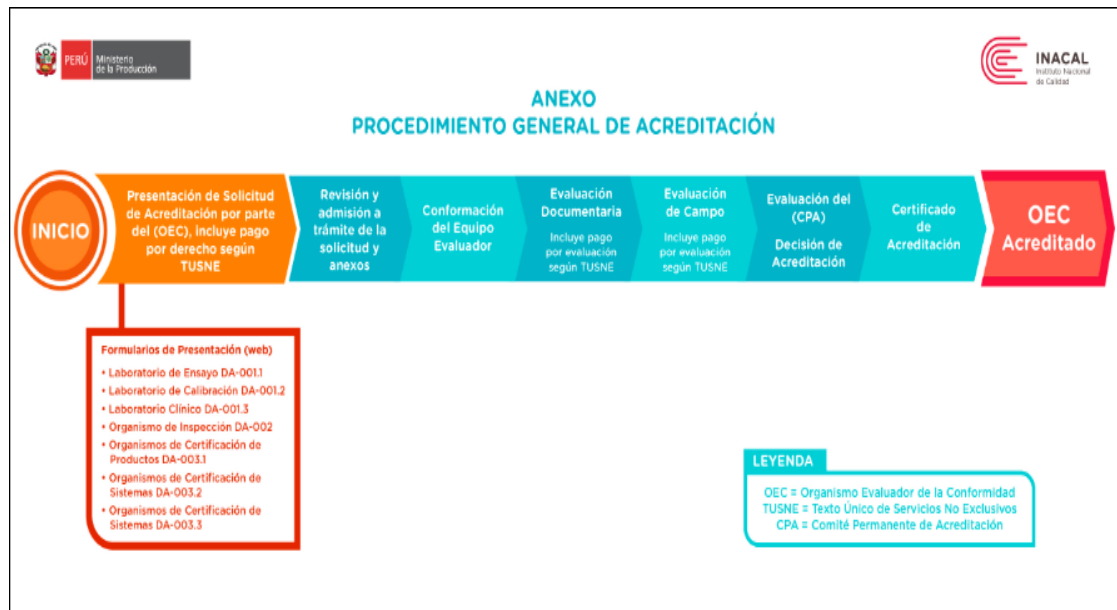 PERÚ
Ministerio
de la Producción
INACAL
Instituto Nacional
de Calidad
ANEXO
PROCEDIMIENTO GENERAL DE ACREDITACIÓN
INICIO
Presentación de Solicitud
de Acreditación por parte
del (OEC), incluye pago
por derecho según
TUSNE
Revisión y
admisión a
trámite de la
solicitud y
anexos
Conformación
del Equipo
Evaluador
Evaluación
Documentaria
Incluye pago
por evaluación
según TUSNE
Evaluación
de Campo
Incluye pago
por evaluación
según TUSNE
Evaluación del
(CPA)
Decisión de
Acreditación
Certificado
de
Acreditación
OEC
Acreditado
Formularios de Presentación (web)
• Laboratorio de Ensayo DA-001.1
• Laboratorio de Calibración DA-001.2
• Laboratorio Clínico DA-001.3
• Organismo de Inspección DA-002
• Organismos de Certificación de
Productos DA-003.1
• Organismos de Certificación de
Sistemas DA-003.2
• Organismos de Certificación de
Sistemas DA-003.3
LEYENDA
OEC = Organismo Evaluador de la Conformidad
TUSNE = Texto Único de Servicios No Exclusivos
CPA = Comité Permanente de Acreditación